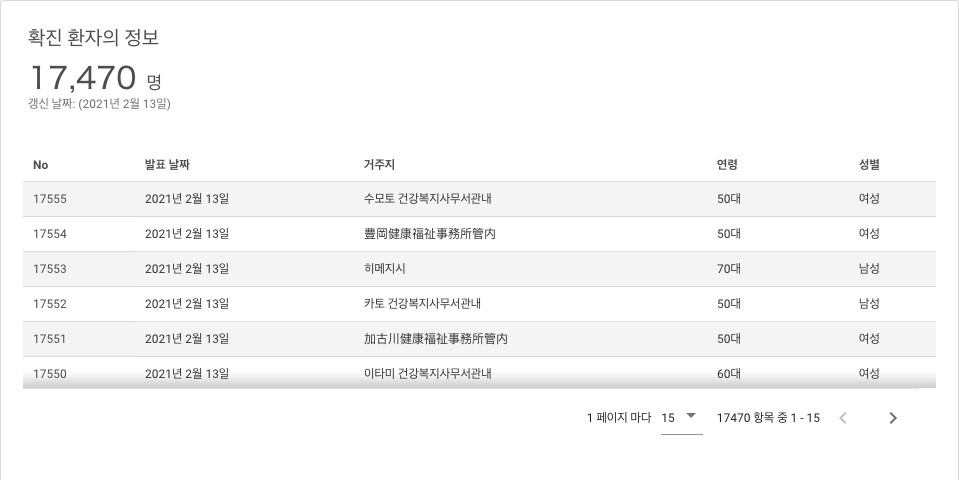 확진 환자의 정보
17,470 명
갱신 날짜: (2021년 2월 13일)
No 발표 날짜 거주지 연령 성별
17555 2021년 2월 13일 수모토 건강복지사무서관내 50대 여성
17554 2021년 2월 13일 豊岡健康福祉事務所管内 50대 여성
17553 2021년 2월 13일 히메지시 70대 남성
17552 2021년 2월 13일 카토 건강복지사무서관내 50대 남성
17551 2021년 2월 13일 加古川健康福祉事務所管内 50대 여성
17550 2021년 2월 13일 이타미 건강복지사무서관내 60대 여성
1 페이지 마다 15 17470 항목 중 1 - 15